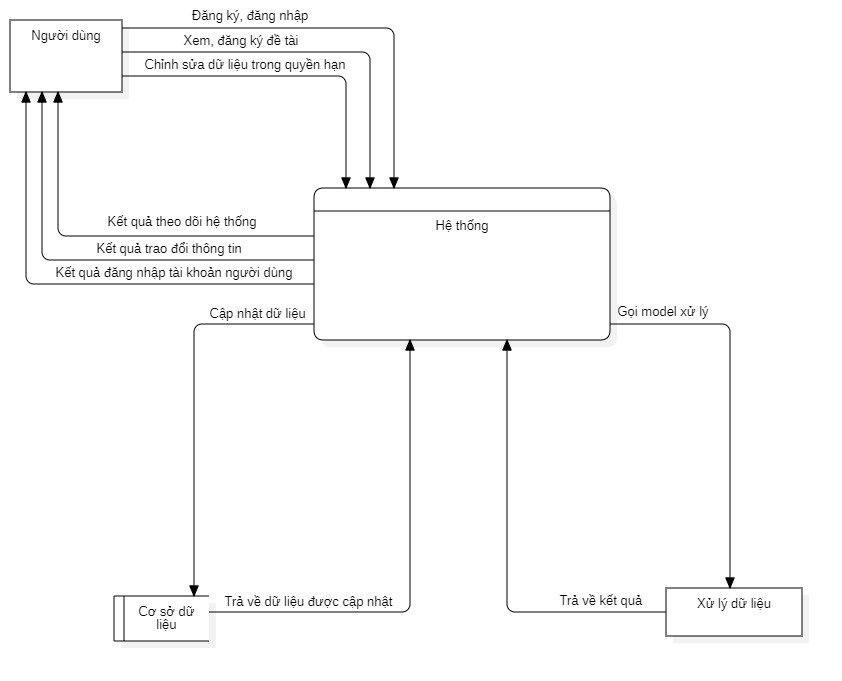 Đăng ký, đăng nhập
Người dùng
Xem, đăng ký đề tài
Chỉnh sửa dữ liệu trong quyền hạn
Kết quả theo dõi hệ thống
Hệ thống
Kết quả trao đổi thông tin
Kết quả đăng nhập tài khoản người dùng
Cập nhật dữ liệu
Gọi model xử lý
Trả về dữ liệu được cập nhật
Trả về kết quả
Cơ sở dữ
liệu
Xử lý dữ liệu